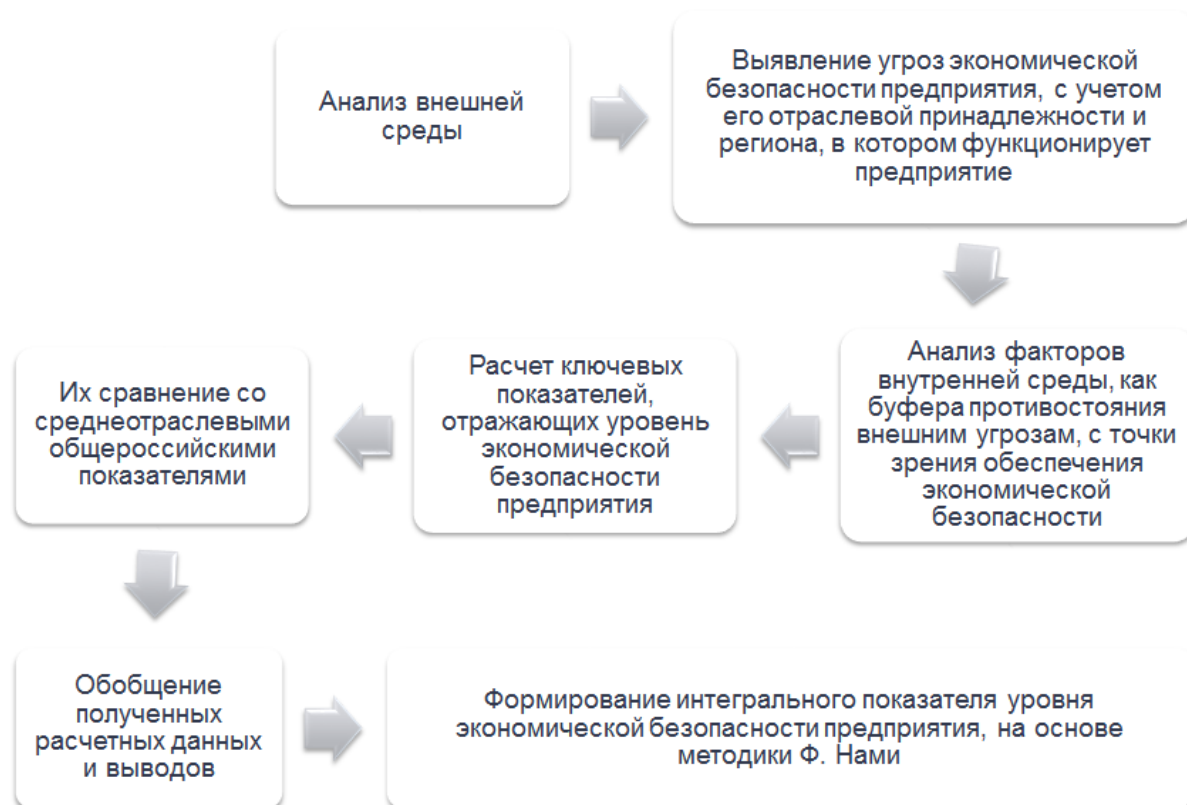 Анализ внешней
среды
Выявление угроз экономической
безопасности предприятия, с учетом
его отраслевой принадлежности и
региона, в котором функционирует
предприятие
Анализ факторов
внутренней среды, как
буфера противостояния
внешним угрозам, с точки
зрения обеспечения
экономической
безопасности
Расчет ключевых
показателей,
отражающих уровень
экономической
безопасности
предприятия
Их сравнение со
среднеотраслевыми
общероссийскими
показателями
Обобщение
полученных
расчетных данных
и выводов
Формирование интегрального показателя уровня
экономической безопасности предприятия, на основе
методики Ф. Нами